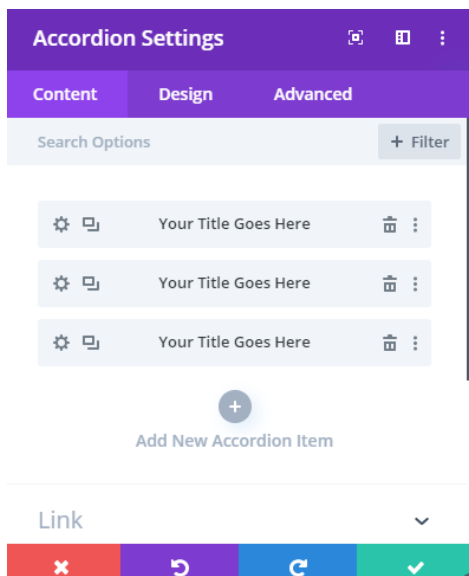 Accordion Settings
Content Design Advanced
Search Options + Filter
Your Title Goes Here
Your Title Goes Here
Your Title Goes Here
Add New Accordion Item
Link